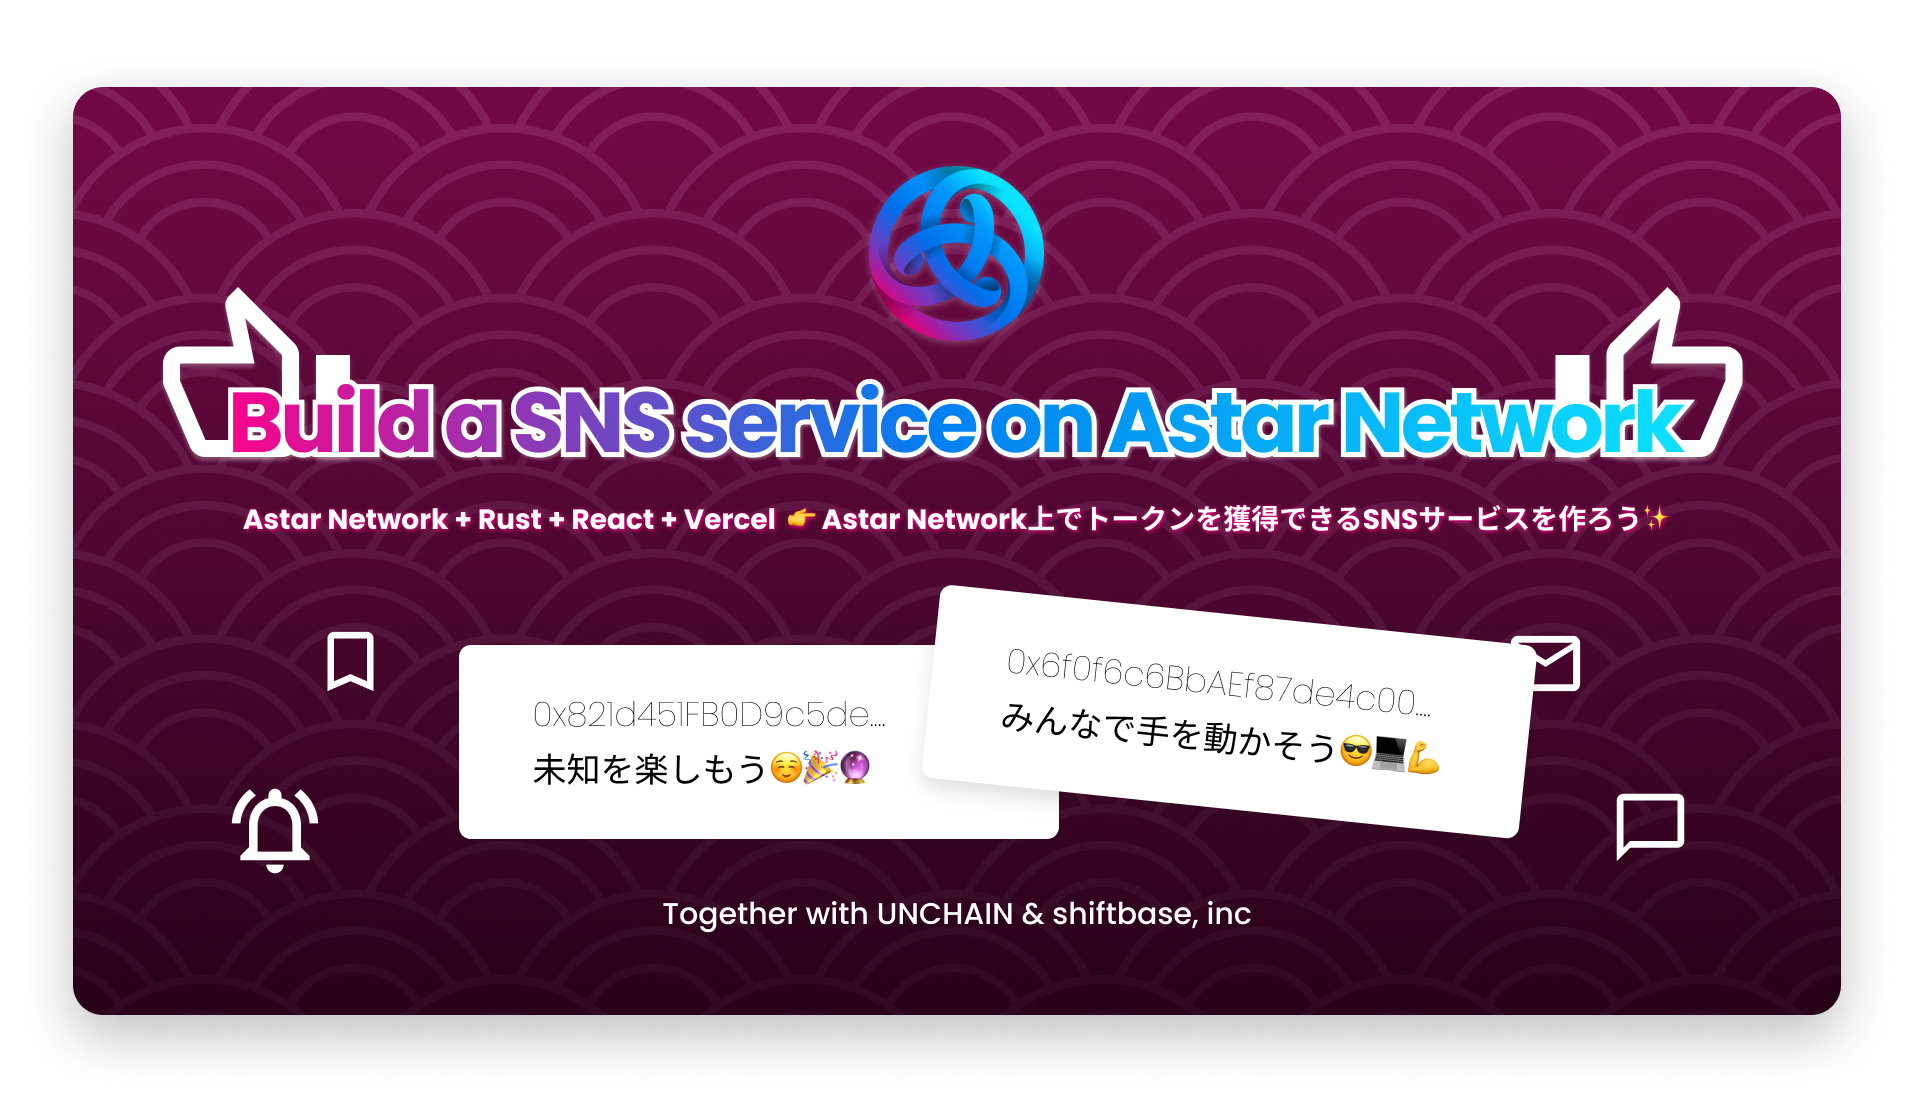 Build a SNS service on Astar Network
Astar Network + Rust + React + Vercel 👉 Astar Network上でトークンを獲得できるSNSサービスを作ろう✨
0x821d451FB0D9c5de....
未知を楽しもう☺️🎉🔮
0x6f0f6c6BbAEf87de4c00....
みんなで手を動かそう😎💻💪
Together with UNCHAIN & shiftbase, inc